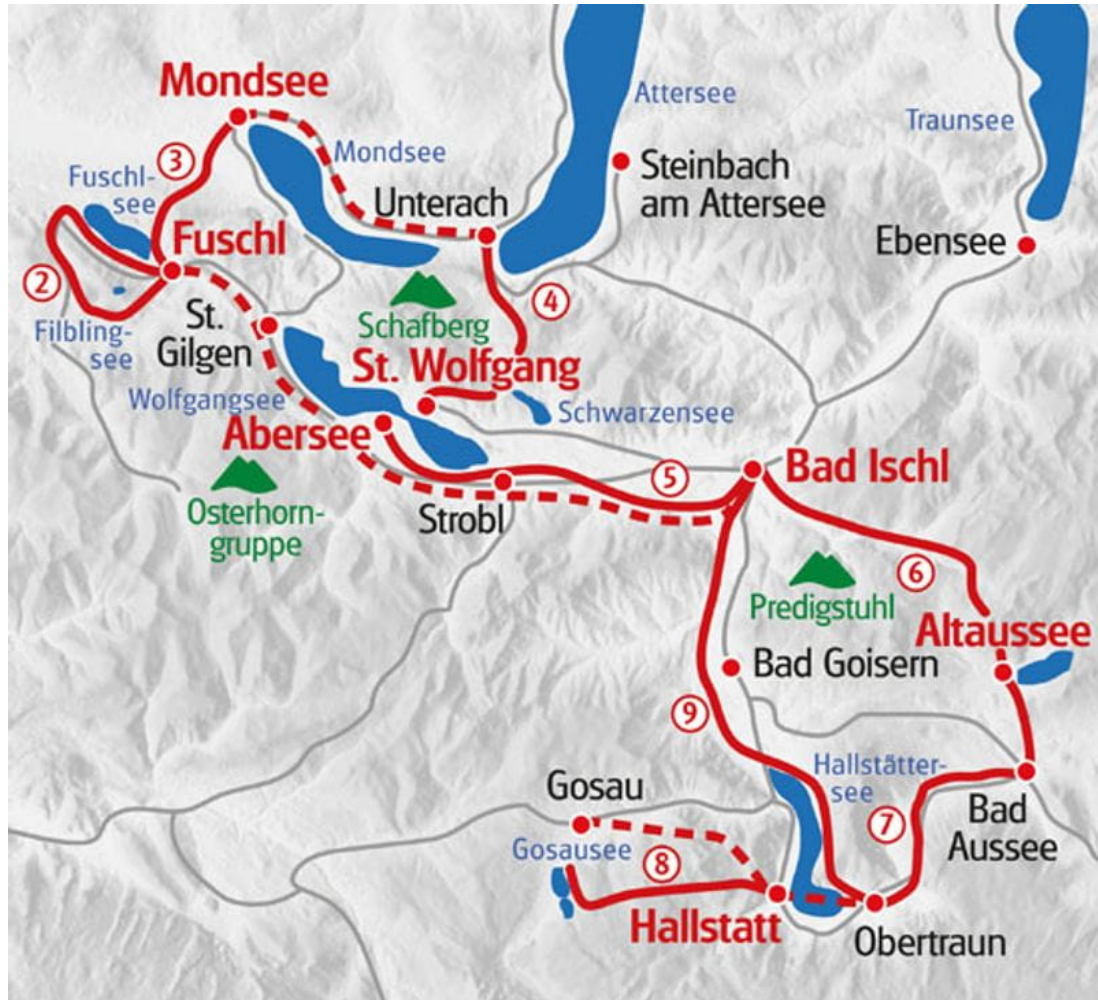 Mondsee
Attersee
Traunsee
Mondsee
③
Fuschl-
see
Steinbach
am Attersee
Unterach
Fuschl
Ebensee
②
④
St.
Gilgen
Schafberg
Filbling-
see
St. Wolfgang
Wolfgangsee
Schwarzensee
Abersee
Bad Ischl
⑤
Osterhorn-
gruppe
Strobl
⑥
Predigstuhl
Altaussee
Bad Goisern
⑨
Hallstätter-
see
Gosau
⑦
Bad
Aussee
Gosausee
⑧
Hallstatt
Obertraun